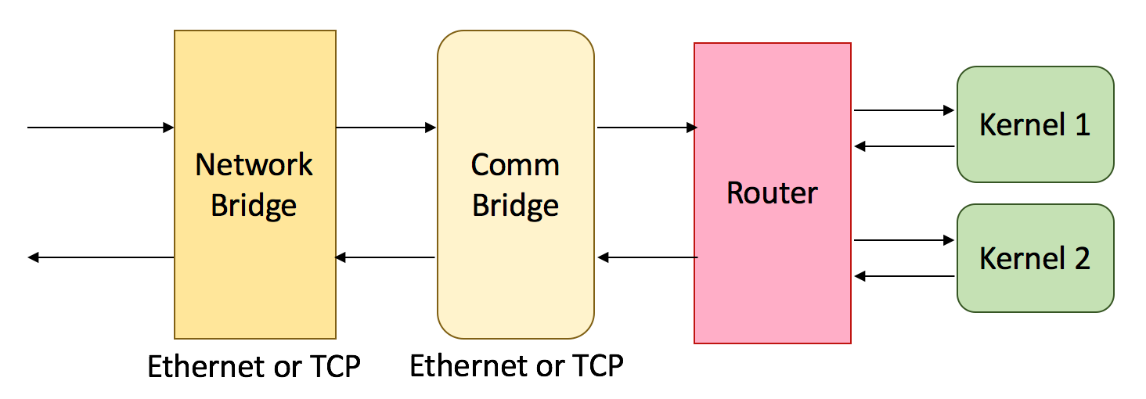 Network
Bridge
Comm
Bridge
Router
Kernel 1
Kernel 2
Ethernet or TCP
Ethernet or TCP